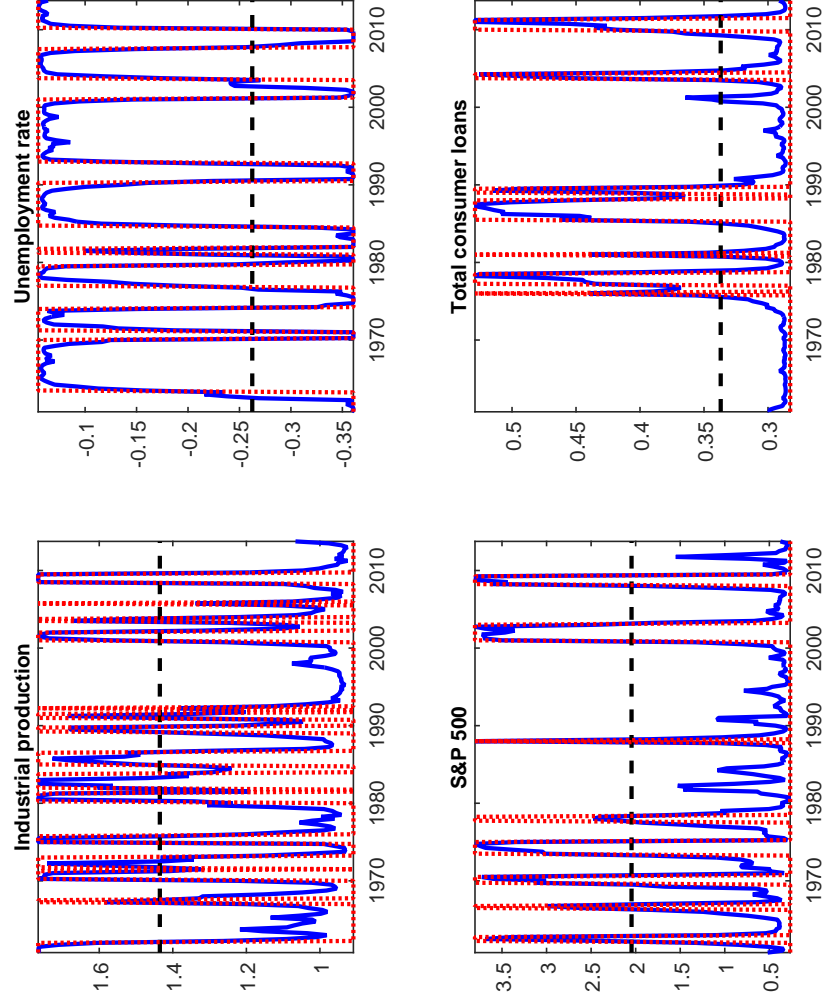 Industrial production
1.6
1.4
1.2
1
1970 1980 1990 2000 2010
Unemployment rate
-0.1
-0.15
-0.2
-0.25
-0.3
-0.35
1970 1980 1990 2000 2010
S&P 500
3.5
3
2.5
2
1.5
1
0.5
1970 1980 1990 2000 2010
Total consumer loans
0.5
0.45
0.4
0.35
0.3
1970 1980 1990 2000 2010